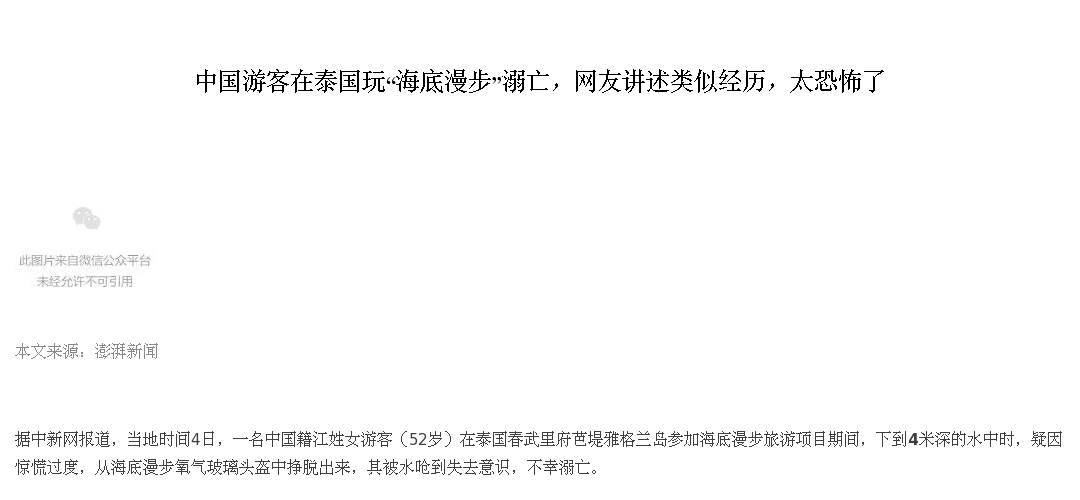 中国游客在泰国玩“海底漫步”溺亡，网友讲述类似经历，太恐怖了
此图片来自微信公众平台
未经允许不可引用
本文来源：澎湃新闻
据中新网报道，当地时间4日，一名中国籍江姓女游客（52岁）在泰国春武里府芭堤雅格兰岛参加海底漫步旅游项目期间，下到4米深的水中时，疑因
惊慌过度，从海底漫步氧气玻璃头盔中挣脱出来，其被水呛到失去意识，不幸溺亡。